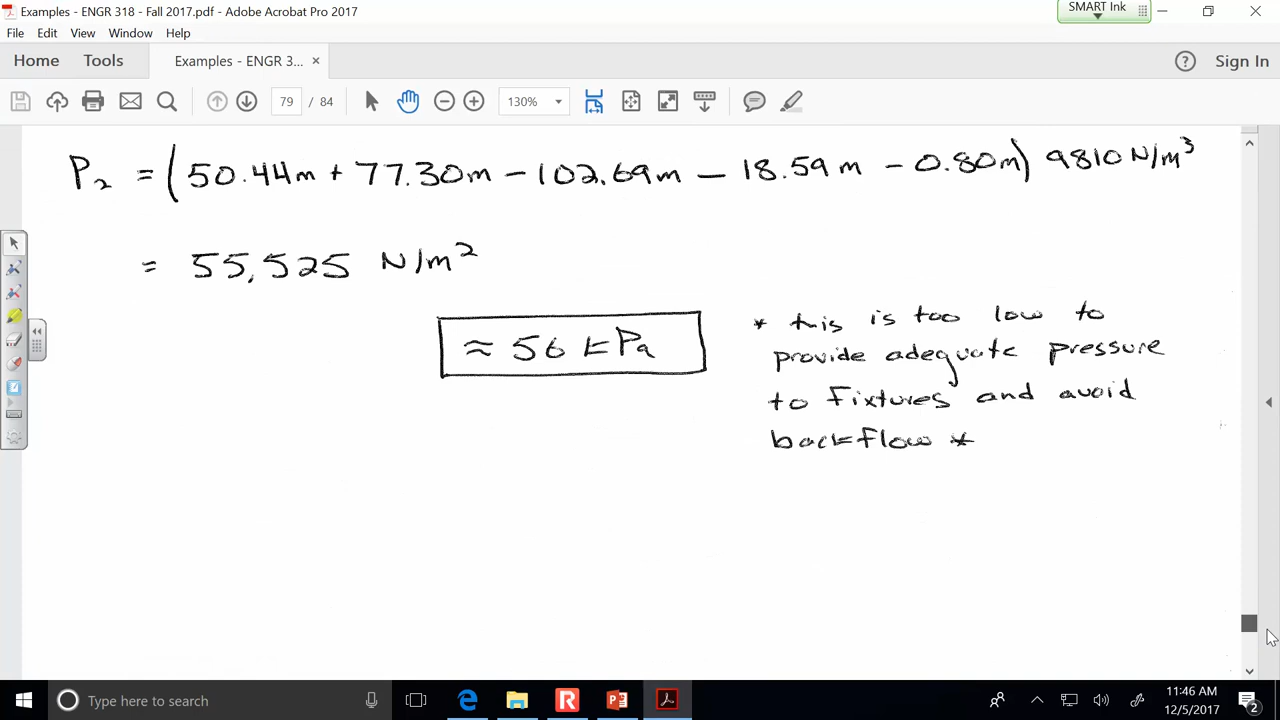 Examples - ENGR 318 - Fall 2017.pdf - Adobe Acrobat Pro 2017
SMART Ink
File Edit View Window Help
Home Tools Examples - ENGR 3... × Sign In
79 / 84 130%
P₂ = (50.44m + 77.30m - 102.69m - 18.59m - 0.80m) 9810 N/m³
= 55,525 N/m²
≈ 56 kPa
* this is too low to
provide adequate pressure
to fixtures and avoid
backflow *
Type here to search
11:46 AM
12/5/2017
2